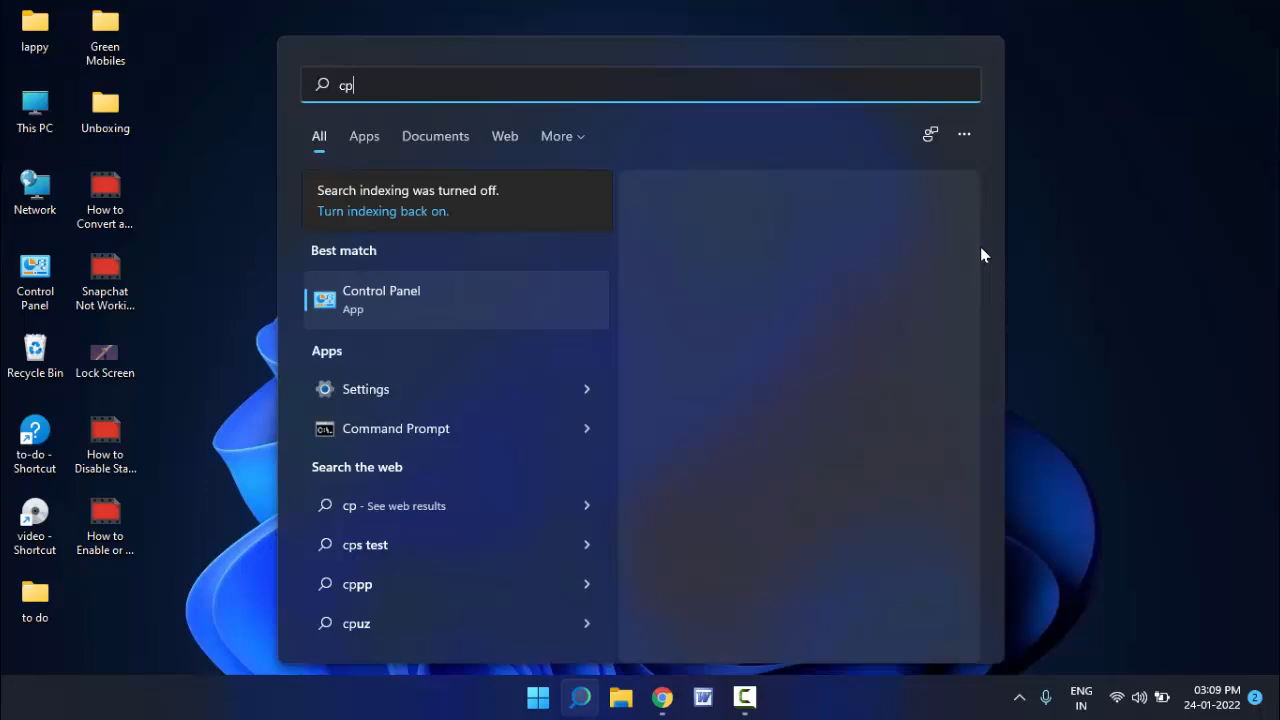 lappy
Green
Mobiles
This PC
Unboxing
Network
How to
Convert a...
Control
Panel
Snapchat
Not Worki...
Recycle Bin
Lock Screen
to-do -
Shortcut
How to
Disable Sta...
video -
Shortcut
How to
Enable or ...
to do
cp
All
Apps
Documents
Web
More
Search indexing was turned off.
Turn indexing back on.
Best match
Control Panel
App
Apps
Settings
Command Prompt
Search the web
cp - See web results
cps test
cppp
cpuz
ENG
IN
03:09 PM
24-01-2022
2